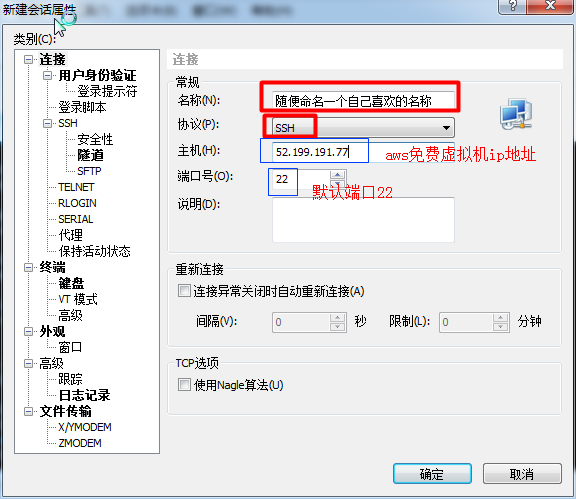 新建会话属性
类别(C):
连接
用户身份验证
登录提示符
登录脚本
SSH
安全性
隧道
SFTP
TELNET
RLOGIN
SERIAL
代理
保持活动状态
终端
键盘
VT 模式
高级
外观
窗口
高级
跟踪
日志记录
文件传输
X/YMODEM
ZMODEM
连接
常规
名称(N): 随便命名一个自己喜欢的名称
协议(P): SSH
主机(H): 52.199.191.77 aws免费虚拟机ip地址
端口号(O): 22 默认端口22
说明(D):
重新连接
连接异常关闭时自动重新连接(A)
间隔(V): 0 秒 限制(L): 0 分钟
TCP选项
使用Nagle算法(U)
确定 取消